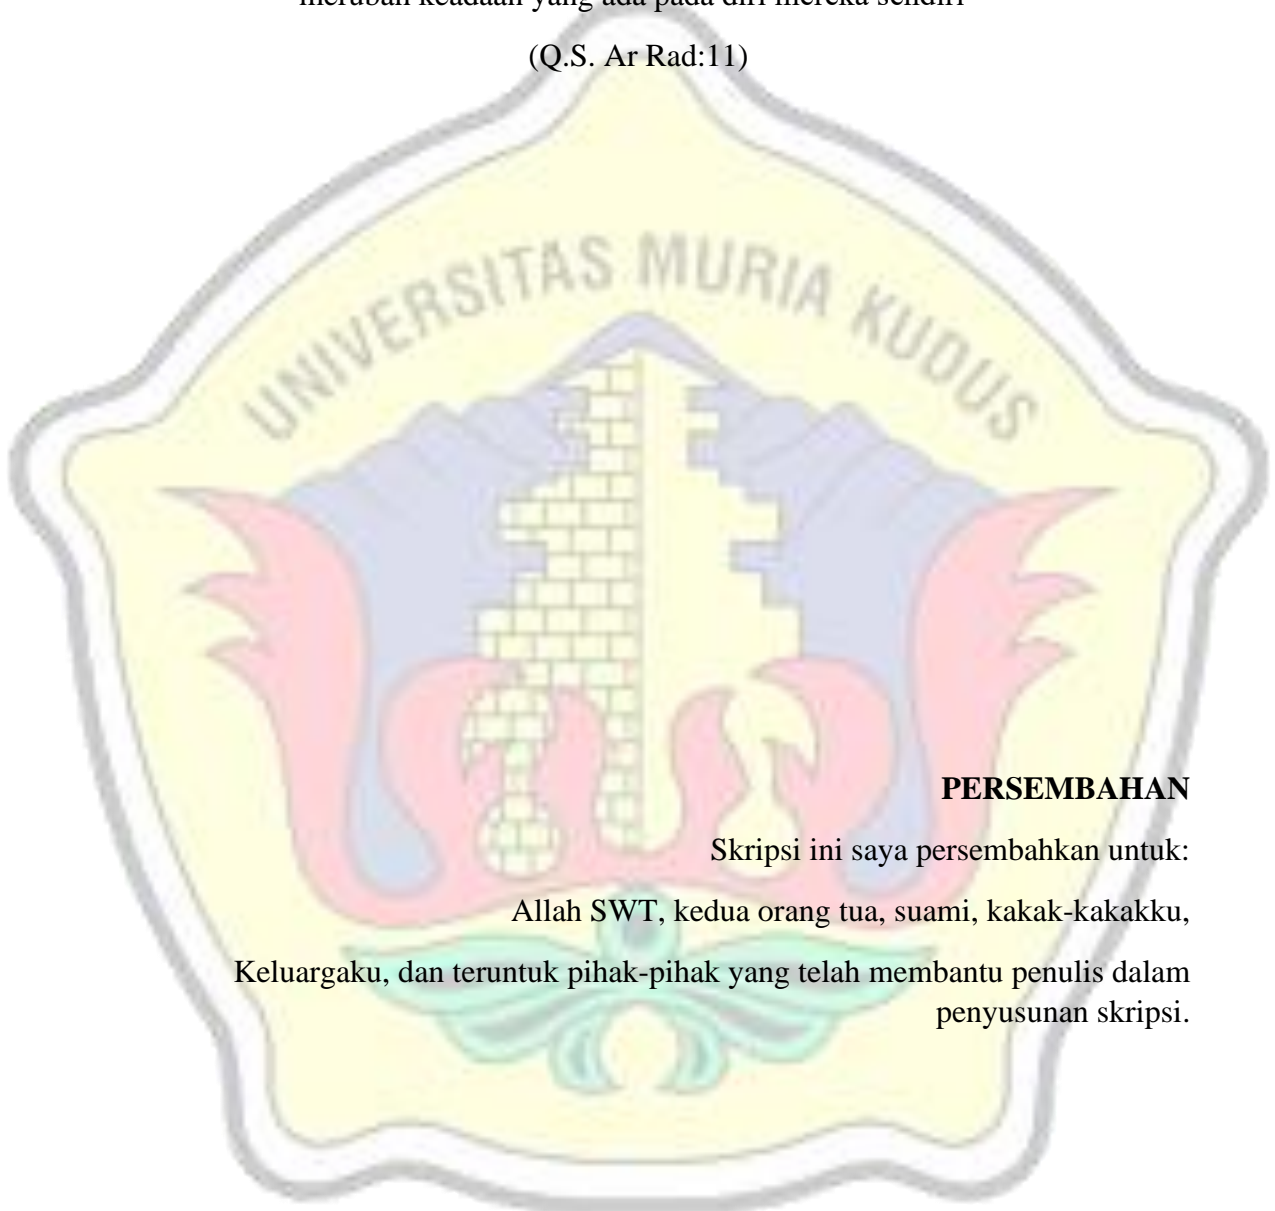 merubah keadaan yang ada pada diri mereka sendiri
(Q.S. Ar Rad:11)
UNIVERSITAS MURIA KUDUS
PERSEMBAHAN
Skripsi ini saya persembahkan untuk:
Allah SWT, kedua orang tua, suami, kakak-kakakku,
Keluargaku, dan teruntuk pihak-pihak yang telah membantu penulis dalam
penyusunan skripsi.